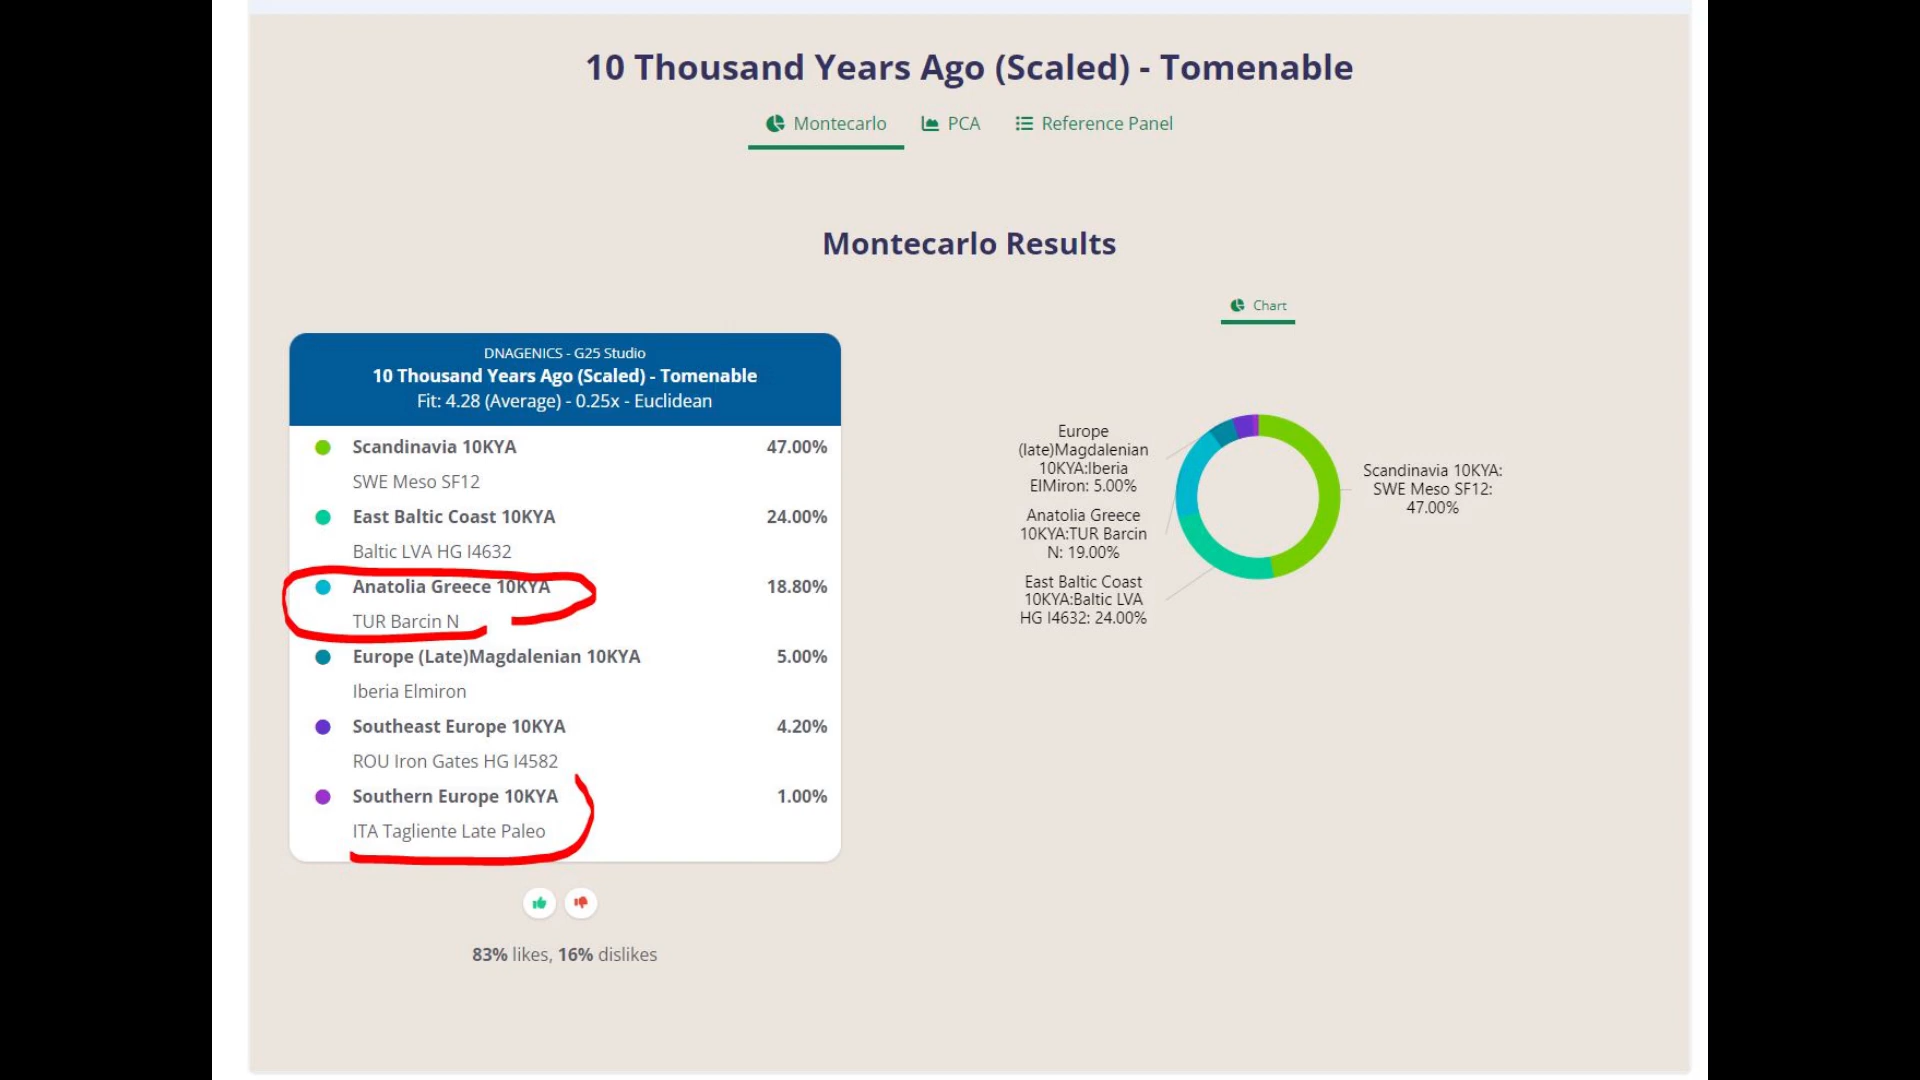 10 Thousand Years Ago (Scaled) - Tomenable
Montecarlo
PCA
Reference Panel
Montecarlo Results
Chart
DNAGENICS - G25 Studio
10 Thousand Years Ago (Scaled) - Tomenable
Fit: 4.28 (Average) - 0.25x - Euclidean
Scandinavia 10KYA 47.00%
SWE Meso SF12
East Baltic Coast 10KYA 24.00%
Baltic LVA HG I4632
Anatolia Greece 10KYA 18.80%
TUR Barcin N
Europe (Late)Magdalenian 10KYA 5.00%
Iberia Elmiron
Southeast Europe 10KYA 4.20%
ROU Iron Gates HG I4582
Southern Europe 10KYA 1.00%
ITA Tagliente Late Paleo
83% likes, 16% dislikes
Europe
(late)Magdalenian
10KYA:Iberia
ElMiron: 5.00%
Anatolia Greece
10KYA:TUR Barcin
N: 19.00%
East Baltic Coast
10KYA:Baltic LVA
HG I4632: 24.00%
Scandinavia 10KYA:
SWE Meso SF12:
47.00%